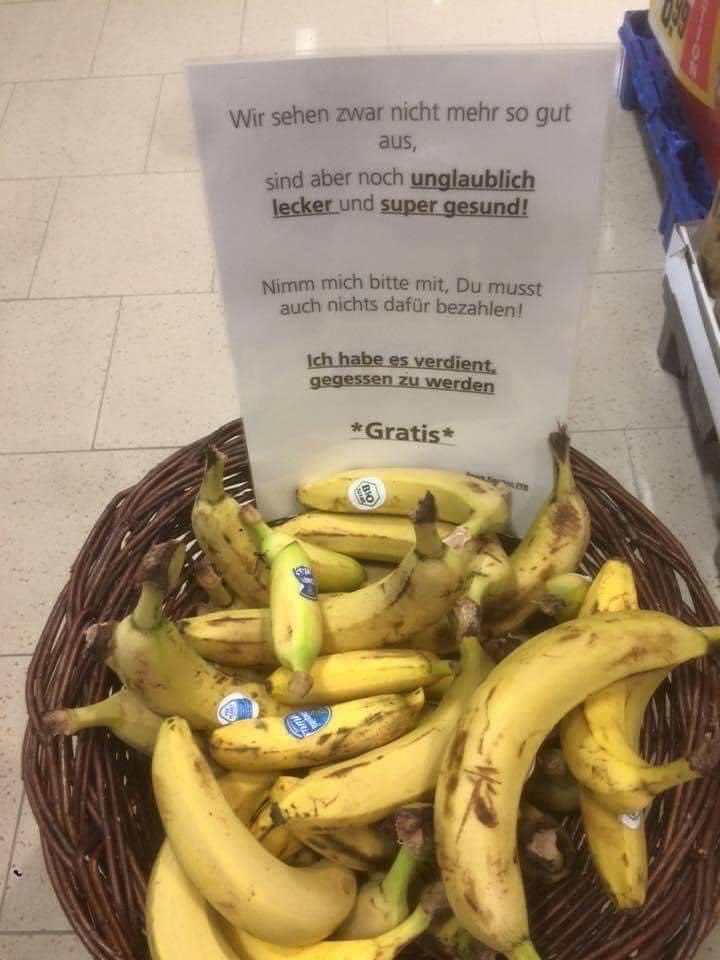 Wir sehen zwar nicht mehr so gut
aus,
sind aber noch unglaublich
lecker und super gesund!
Nimm mich bitte mit, Du musst
auch nichts dafür bezahlen!
Ich habe es verdient,
gegessen zu werden
*Gratis*
BIO